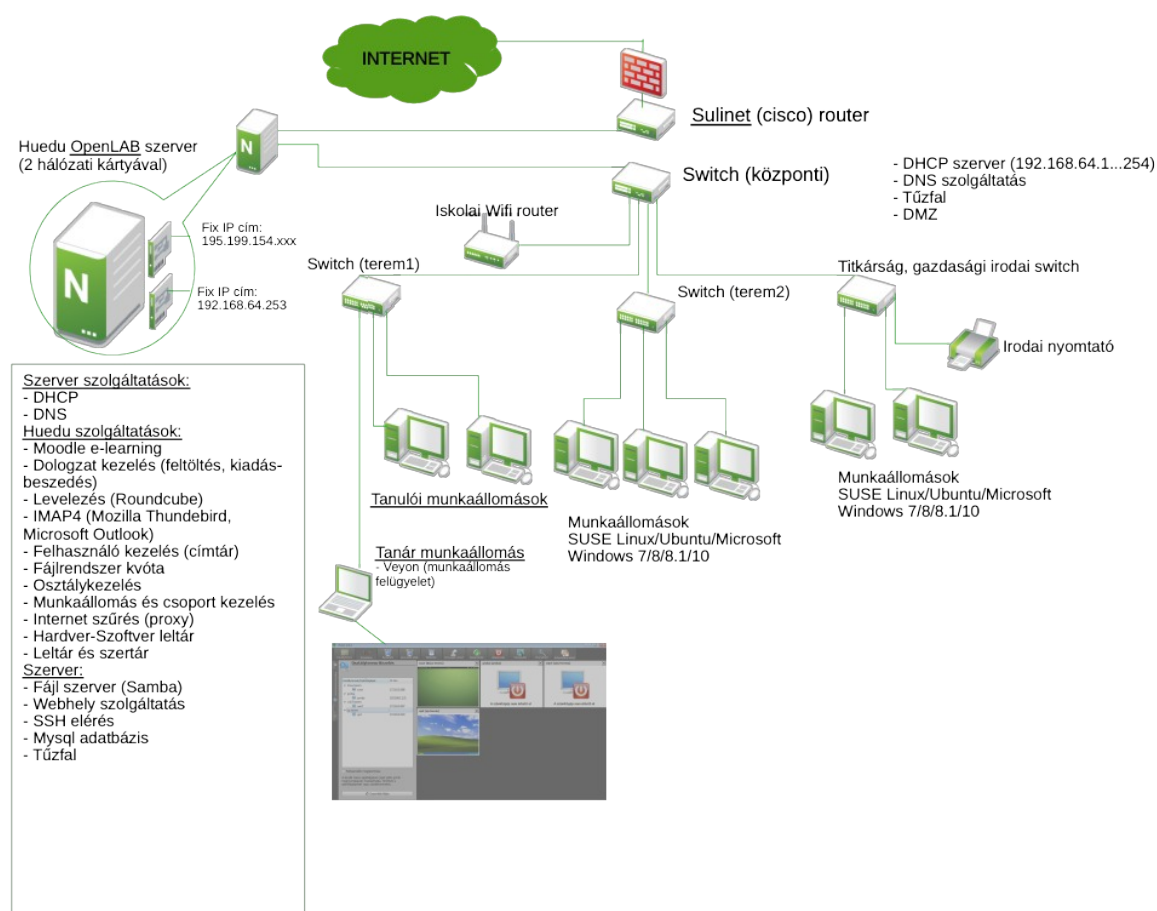 INTERNET
Sulinet (cisco) router
Huedu OpenLAB szerver
(2 hálózati kártyával)
Switch (központi)
- DHCP szerver (192.168.64.1...254)
- DNS szolgáltatás
- Tűzfal
- DMZ
Iskolai Wifi router
Fix IP cím:
195.199.154.xxx
Fix IP cím:
192.168.64.253
Switch (terem1)
Switch (terem2)
Titkárság, gazdasági irodai switch
Irodai nyomtató
Szerver szolgáltatások:
- DHCP
- DNS
Huedu szolgáltatások:
- Moodle e-learning
- Dologzat kezelés (feltöltés, kiadás-
beszedés)
- Levelezés (Roundcube)
- IMAP4 (Mozilla Thundebird,
Microsoft Outlook)
- Felhasználó kezelés (címtár)
- Fájlrendszer kvóta
- Osztálykezelés
- Munkaállomás és csoport kezelés
- Internet szűrés (proxy)
- Hardver-Szoftver leltár
- Leltár és szertár
Szerver:
- Fájl szerver (Samba)
- Webhely szolgáltatás
- SSH elérés
- Mysql adatbázis
- Tűzfal
Tanulói munkaállomások
Munkaállomások
SUSE Linux/Ubuntu/Microsoft
Windows 7/8/8.1/10
Munkaállomások
SUSE Linux/Ubuntu/Microsoft
Windows 7/8/8.1/10
Tanár munkaállomás
- Veyon (munkaállomás
felügyelet)
N
N